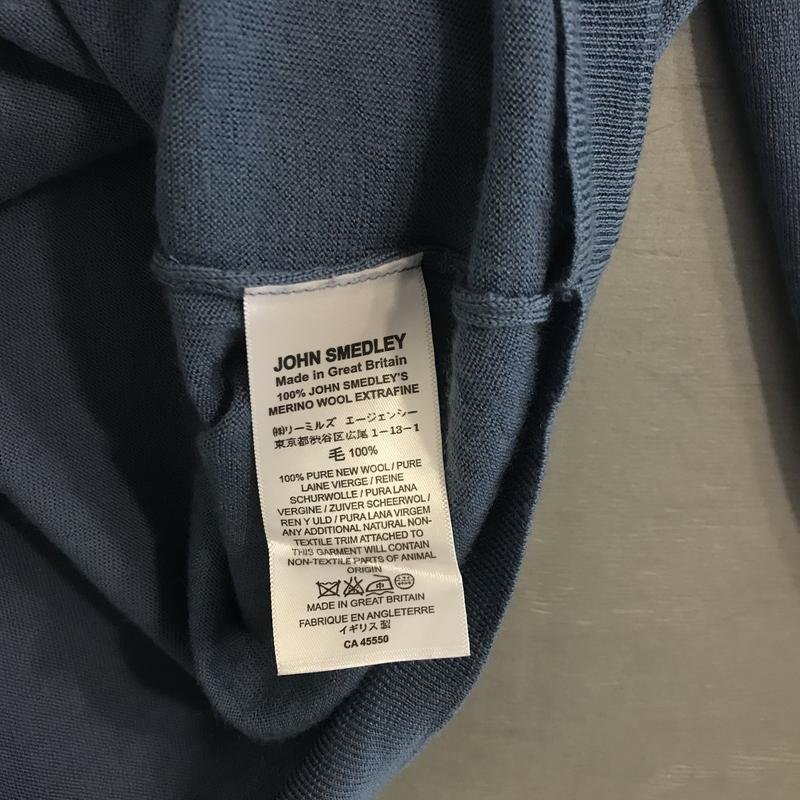 JOHN SMEDLEY
Made in Great Britain
100% JOHN SMEDLEY'S
MERINO WOOL EXTRAFINE
㈱リーミルズ エージェンシー
東京都渋谷区広尾1-13-1
毛 100%
100% PURE NEW WOOL / PURE
LAINE VIERGE / REINE
SCHURWOLLE / PURA LANA
VERGINE / ZUIVER SCHEERWOL /
REN Y ULD / PURA LANA VIRGEM
ANY ADDITIONAL NATURAL NON-
TEXTILE TRIM ATTACHED TO
THIS GARMENT WILL CONTAIN
NON-TEXTILE PARTS OF ANIMAL
ORIGIN
MADE IN GREAT BRITAIN
FABRIQUE EN ANGLETERRE
イギリス製
CA 45550